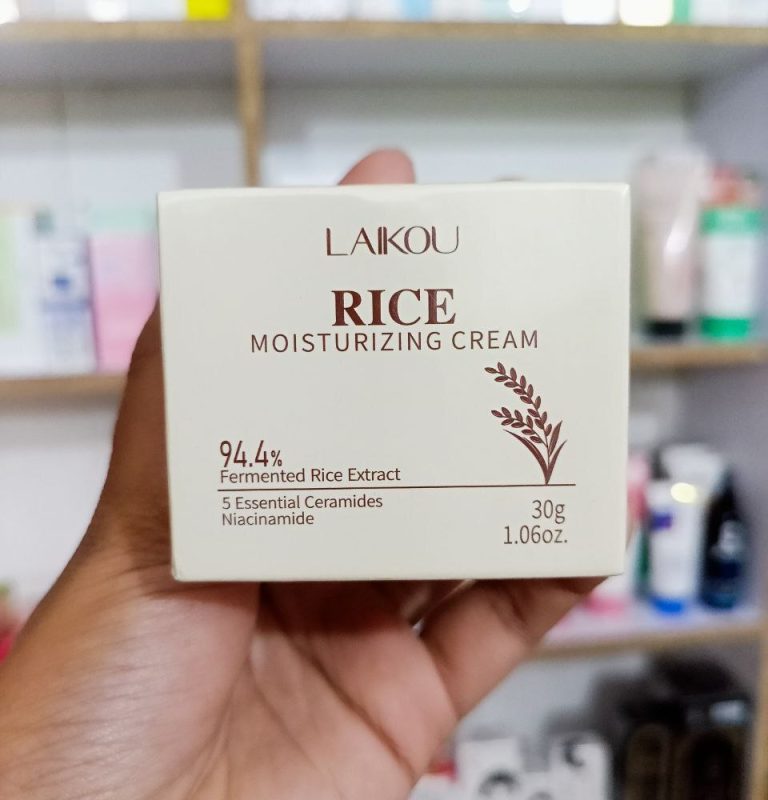 LAIKOU
RICE
MOISTURIZING CREAM
94.4%
Fermented Rice Extract
5 Essential Ceramides
Niacinamide
30g
1.06oz.